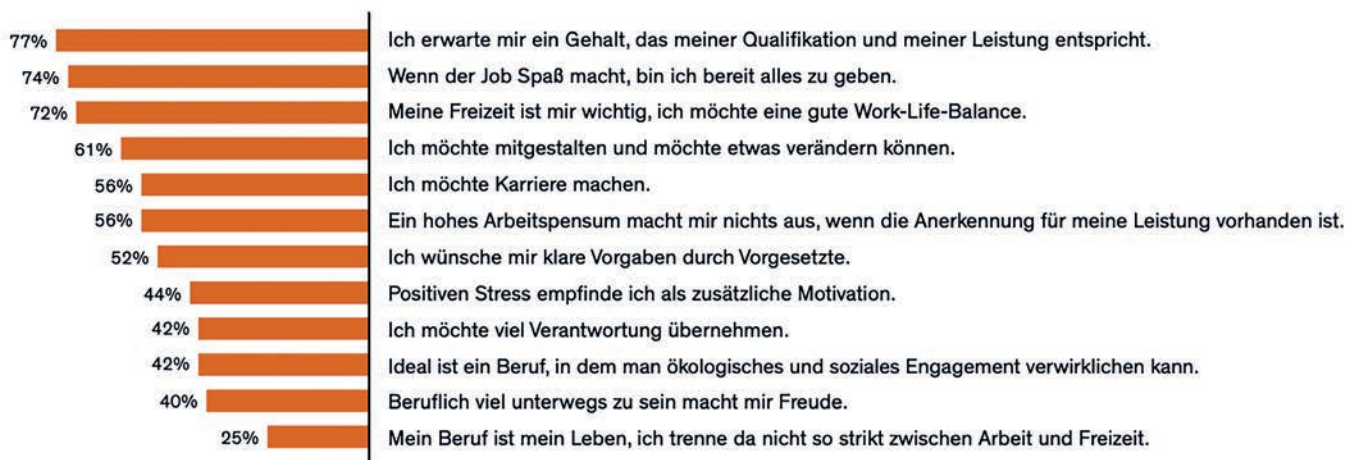 77% Ich erwarte mir ein Gehalt, das meiner Qualifikation und meiner Leistung entspricht.
74% Wenn der Job Spaß macht, bin ich bereit alles zu geben.
72% Meine Freizeit ist mir wichtig, ich möchte eine gute Work-Life-Balance.
61% Ich möchte mitgestalten und möchte etwas verändern können.
56% Ich möchte Karriere machen.
56% Ein hohes Arbeitspensum macht mir nichts aus, wenn die Anerkennung für meine Leistung vorhanden ist.
52% Ich wünsche mir klare Vorgaben durch Vorgesetzte.
44% Positiven Stress empfinde ich als zusätzliche Motivation.
42% Ich möchte viel Verantwortung übernehmen.
42% Ideal ist ein Beruf, in dem man ökologisches und soziales Engagement verwirklichen kann.
40% Beruflich viel unterwegs zu sein macht mir Freude.
25% Mein Beruf ist mein Leben, ich trenne da nicht so strikt zwischen Arbeit und Freizeit.